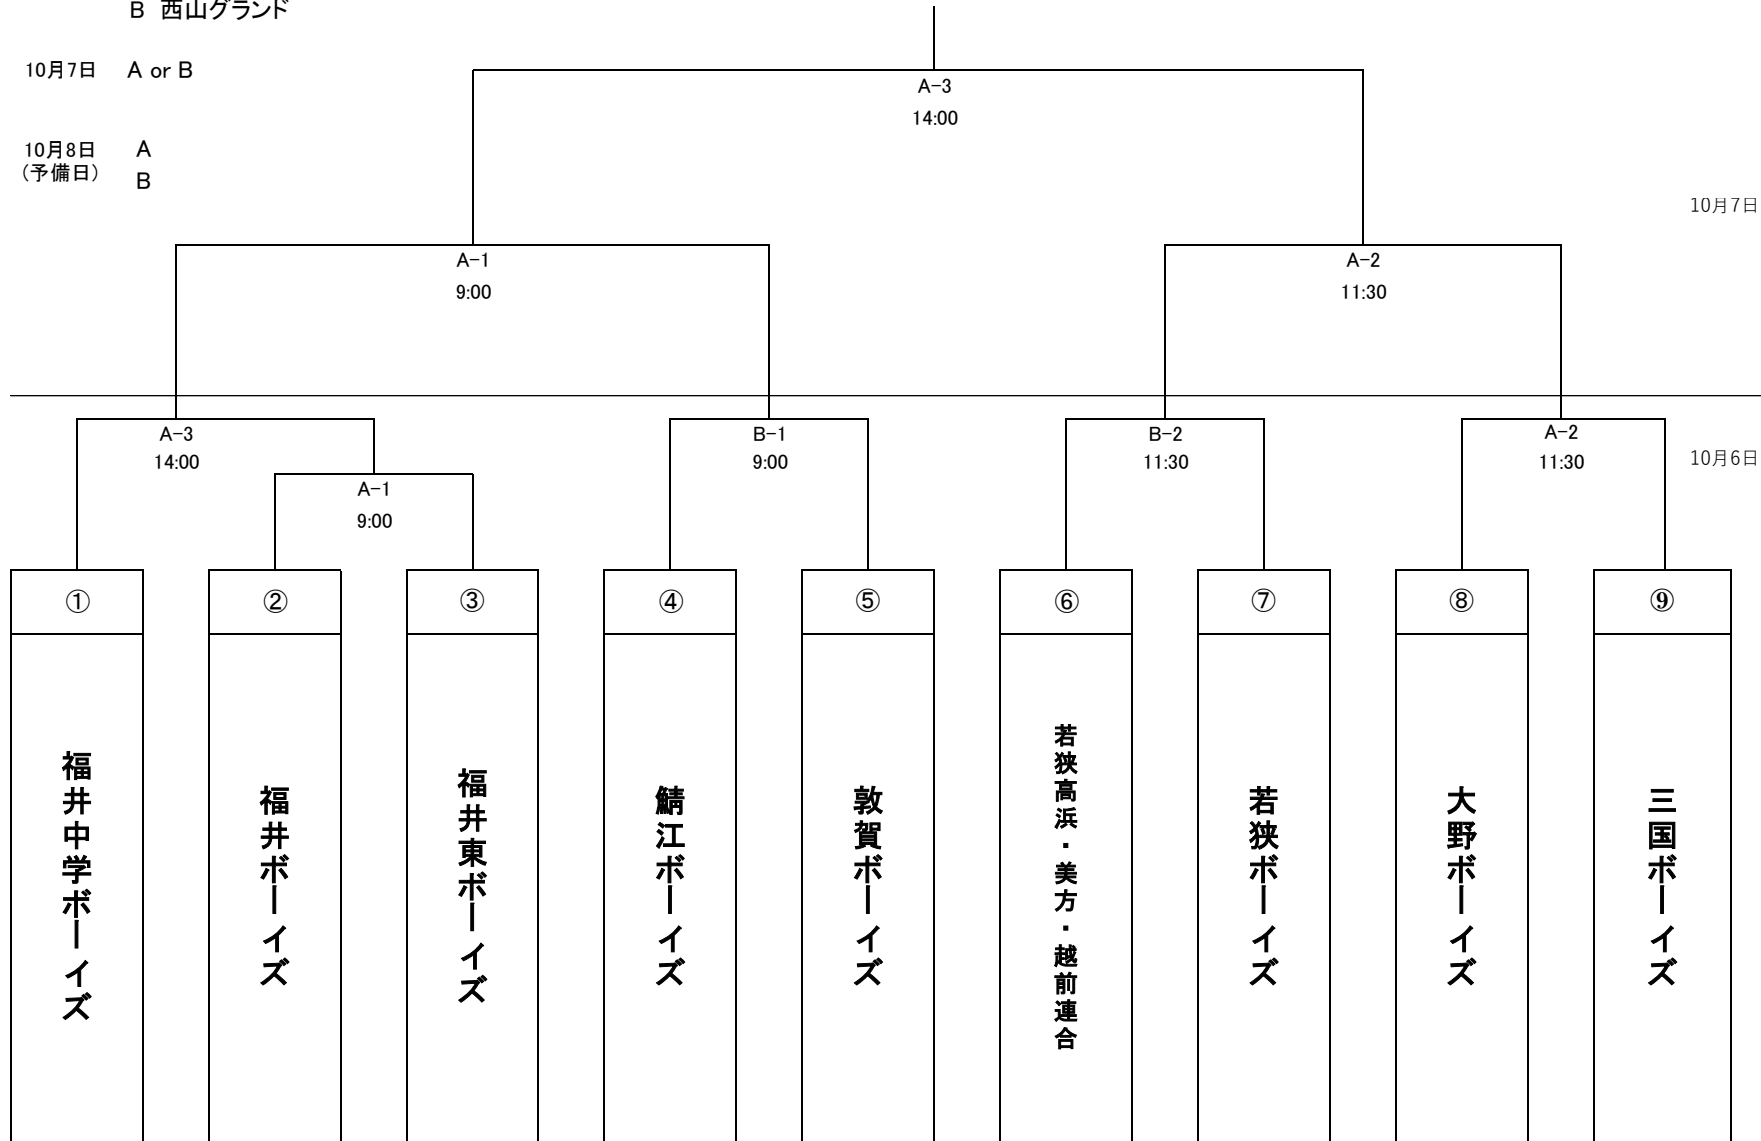 B 西山グランド
10月7日 A or B
A-3
14:00
10月8日 A
(予備日) B
10月7日
A-1
9:00
A-2
11:30
A-3
14:00
B-1
9:00
B-2
11:30
A-2
11:30
10月6日
A-1
9:00
① ② ③ ④ ⑤ ⑥ ⑦ ⑧ ⑨
福井中学ボーイズ
福井ボーイズ
福井東ボーイズ
鯖江ボーイズ
敦賀ボーイズ
若狭高浜・美方・越前連合
若狭ボーイズ
大野ボーイズ
三国ボーイズ